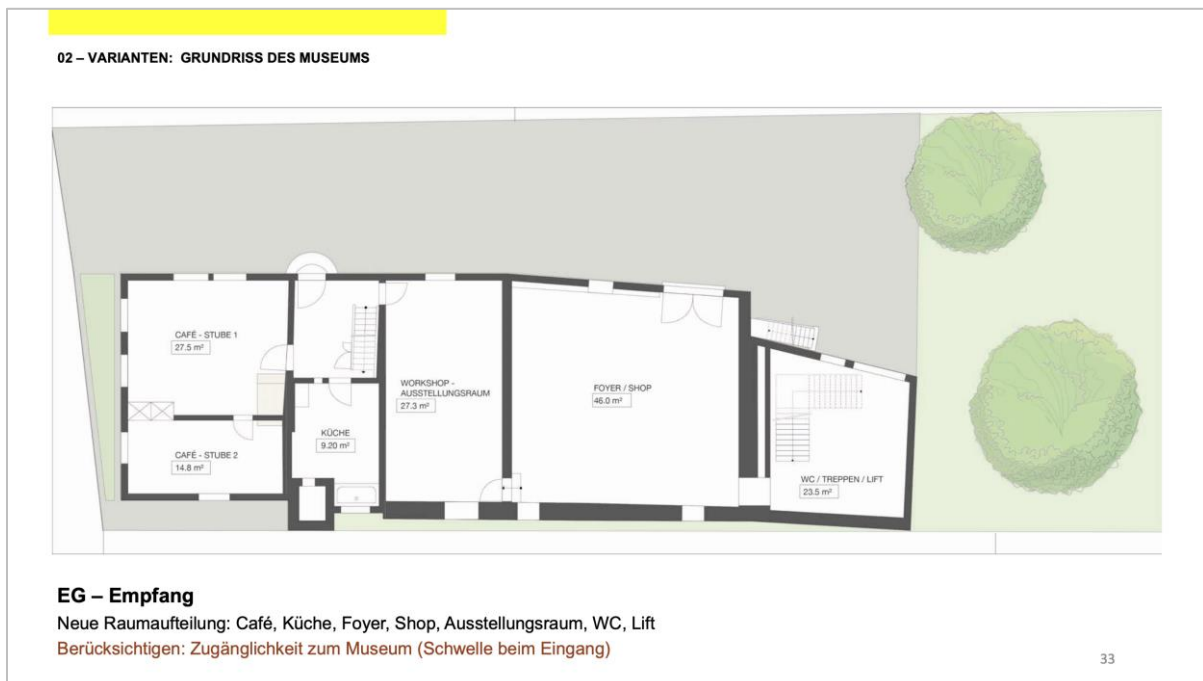 02 – VARIANTEN: GRUNDRISS DES MUSEUMS
CAFÉ - STUBE 1
27.5 m²
CAFÉ - STUBE 2
14.8 m²
KÜCHE
9.20 m²
WORKSHOP -
AUSSTELLUNGSRAUM
27.3 m²
FOYER / SHOP
46.0 m²
WC / TREPPEN / LIFT
23.5 m²
EG – Empfang
Neue Raumaufteilung: Café, Küche, Foyer, Shop, Ausstellungsraum, WC, Lift
Berücksichtigen: Zugänglichkeit zum Museum (Schwelle beim Eingang)
33